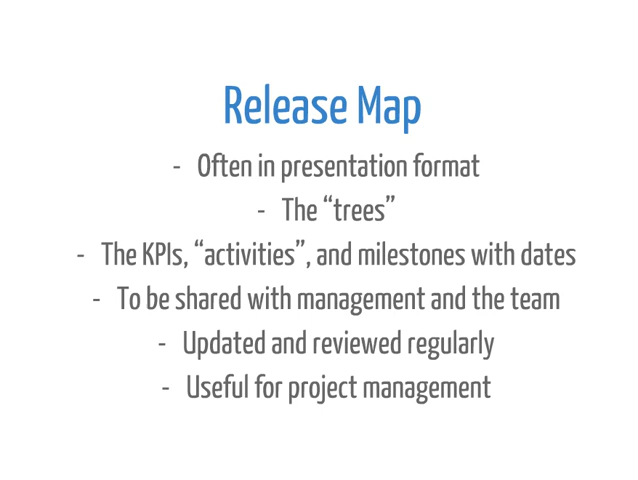 Release Map
- Often in presentation format
- The “trees”
- The KPIs, “activities”, and milestones with dates
- To be shared with management and the team
- Updated and reviewed regularly
- Useful for project management